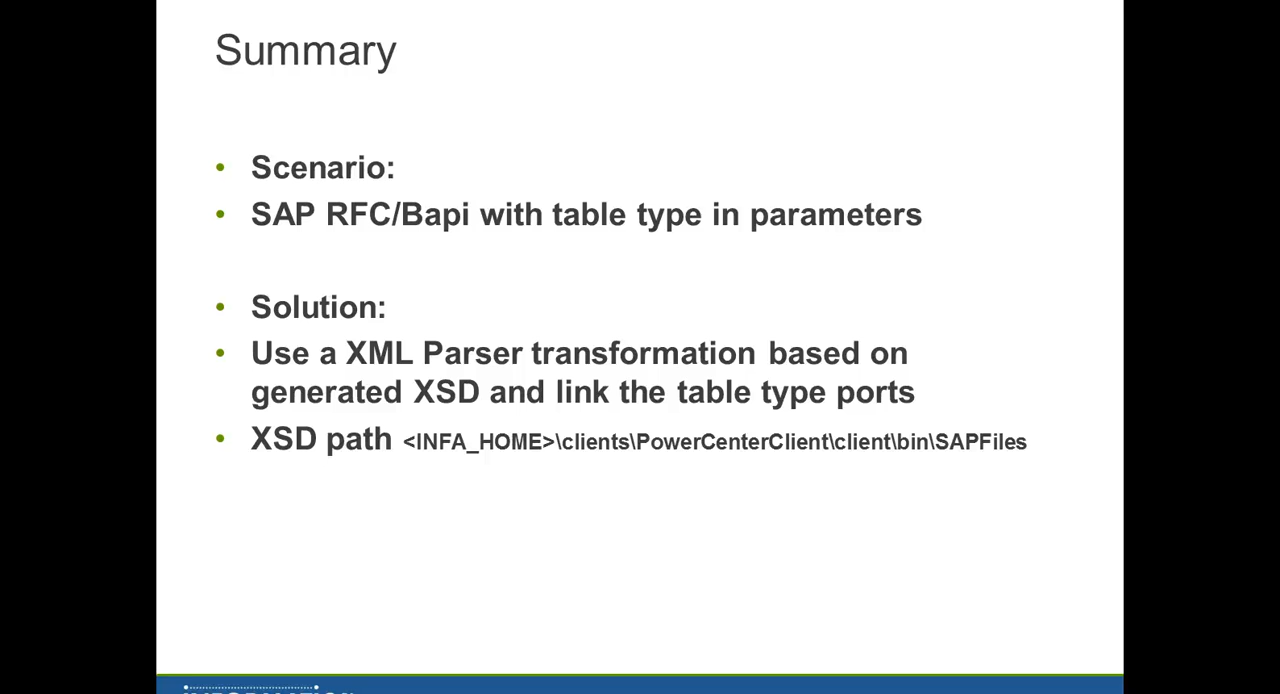 Summary
• Scenario:
• SAP RFC/Bapi with table type in parameters
• Solution:
• Use a XML Parser transformation based on
generated XSD and link the table type ports
• XSD path <INFA_HOME>\clients\PowerCenterClient\client\bin\SAPFiles